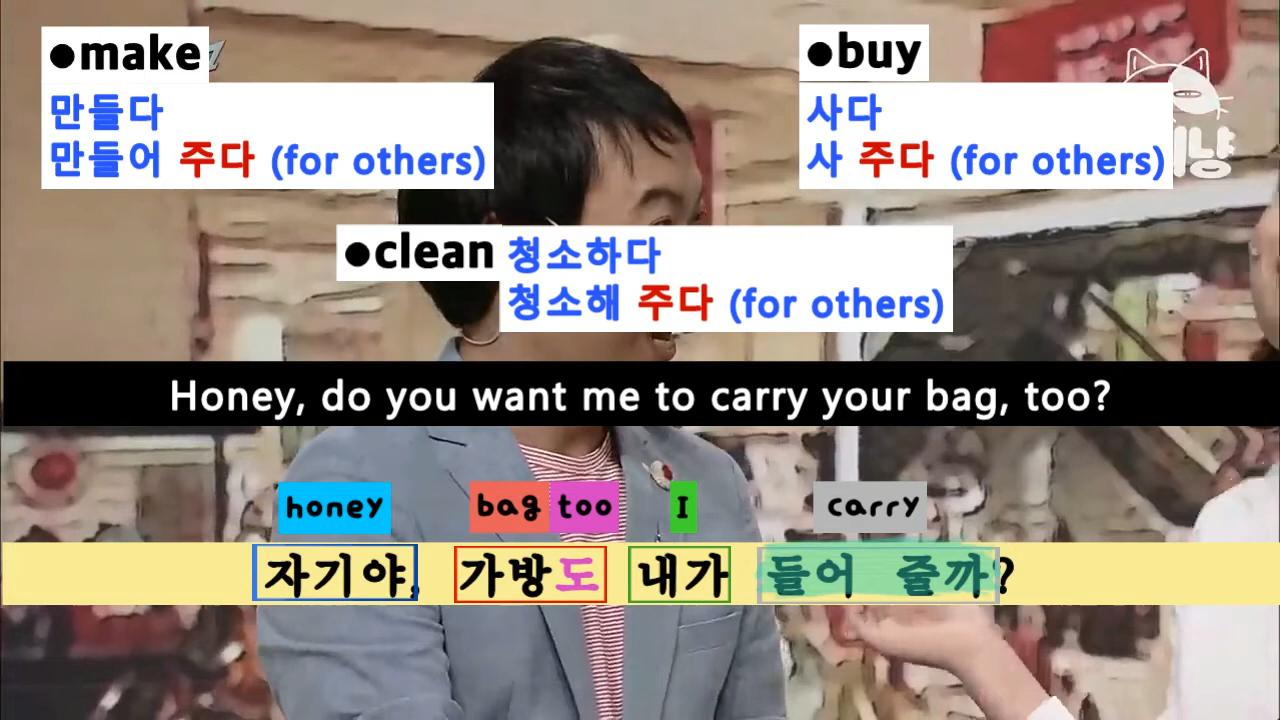 ●make
만들다
만들어 주다 (for others)
●buy
사다
사 주다 (for others)
●clean
청소하다
청소해 주다 (for others)
Honey, do you want me to carry your bag, too?
honey bag too I carry
자기야, 가방도 내가 들어 줄까?